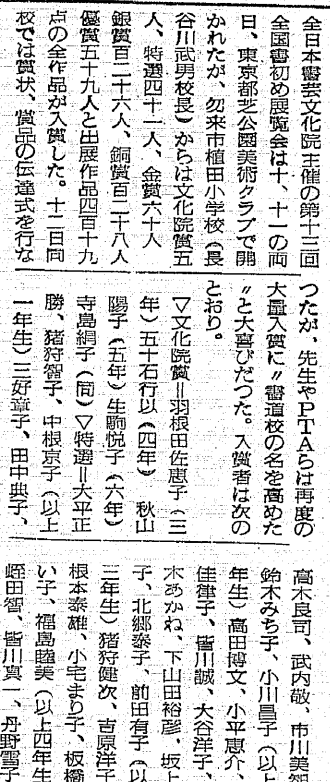 全日本書芸文化院主催の第十三回
全国書初め展覧会は十、十一の両
日、東京都芝公園美術クラブで開
かれたが、勿来市植田小学校（長
谷川武男校長）からは文化院賞五
人、特選四十一人、金賞六十人
銀賞百二十六人、銅賞百二十八人
優賞五十九人と出展作品四百十九
点の全作品が入賞した。十二日同
校では賞状、賞品の伝達式を行な
つたが、先生やPTAらは再度の
大量入賞に〃書道校の名を高めた
〃と大喜びだつた。入賞者は次の
とおり。
▽文化院賞＝羽根田佐恵子（三
年）五十石行以（四年）　秋山
陽子（五年）生駒悦子（六年）
寺島絹子（同）▽特選＝大平正
勝、猪狩智子、中根京子（以上
一年生）三好章子、田中典子、
高木良司、武内敬、市川美
鈴木みち子、小川昌子（以上
年生）高田博文、小平恵介、
佳律子、皆川誠、大谷洋子、
木あかね、下山田裕彦、坂上
子、北郷泰子、前田有子（以
三年生）猪狩健次、吉原洋子
根本泰雄、小宅まり子、板橋
い子、福島睦美（以上四年生
蛭田智、皆川真一、丹野雪子